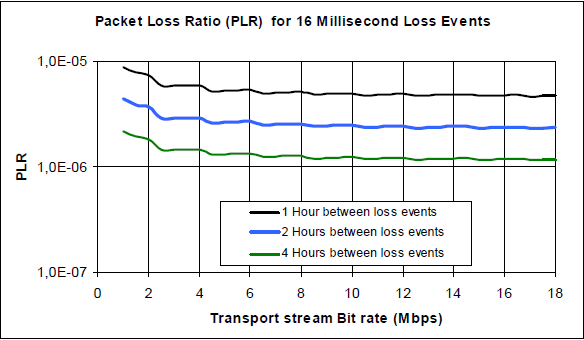 Packet Loss Ratio (PLR) for 16 Millisecond Loss Events
1,0E-05
1,0E-06
1,0E-07
PLR
1 Hour between loss events
2 Hours between loss events
4 Hours between loss events
0 2 4 6 8 10 12 14 16 18
Transport stream Bit rate (Mbps)